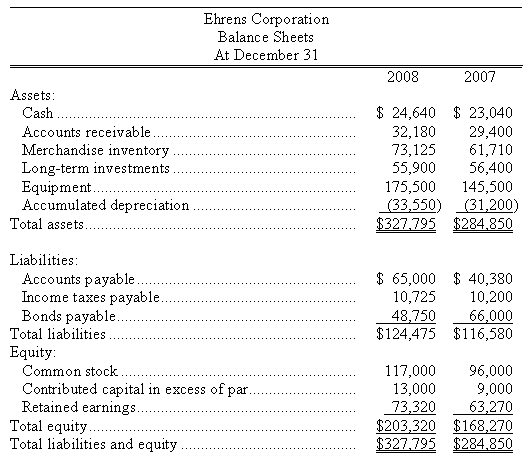 Ehrens Corporation
Balance Sheets
At December 31
2008 2007
Assets:
Cash ........ $ 24,640 $ 23,040
Accounts receivable ........ 32,180 29,400
Merchandise inventory ........ 73,125 61,710
Long-term investments ........ 55,900 56,400
Equipment ........ 175,500 145,500
Accumulated depreciation ........ (33,550) (31,200)
Total assets ........ $327,795 $284,850
Liabilities:
Accounts payable ........ $ 65,000 $ 40,380
Income taxes payable ........ 10,725 10,200
Bonds payable ........ 48,750 66,000
Total liabilities ........ $124,475 $116,580
Equity:
Common stock ........ 117,000 96,000
Contributed capital in excess of par ........ 13,000 9,000
Retained earnings ........ 73,320 63,270
Total equity ........ $203,320 $168,270
Total liabilities and equity ........ $327,795 $284,850